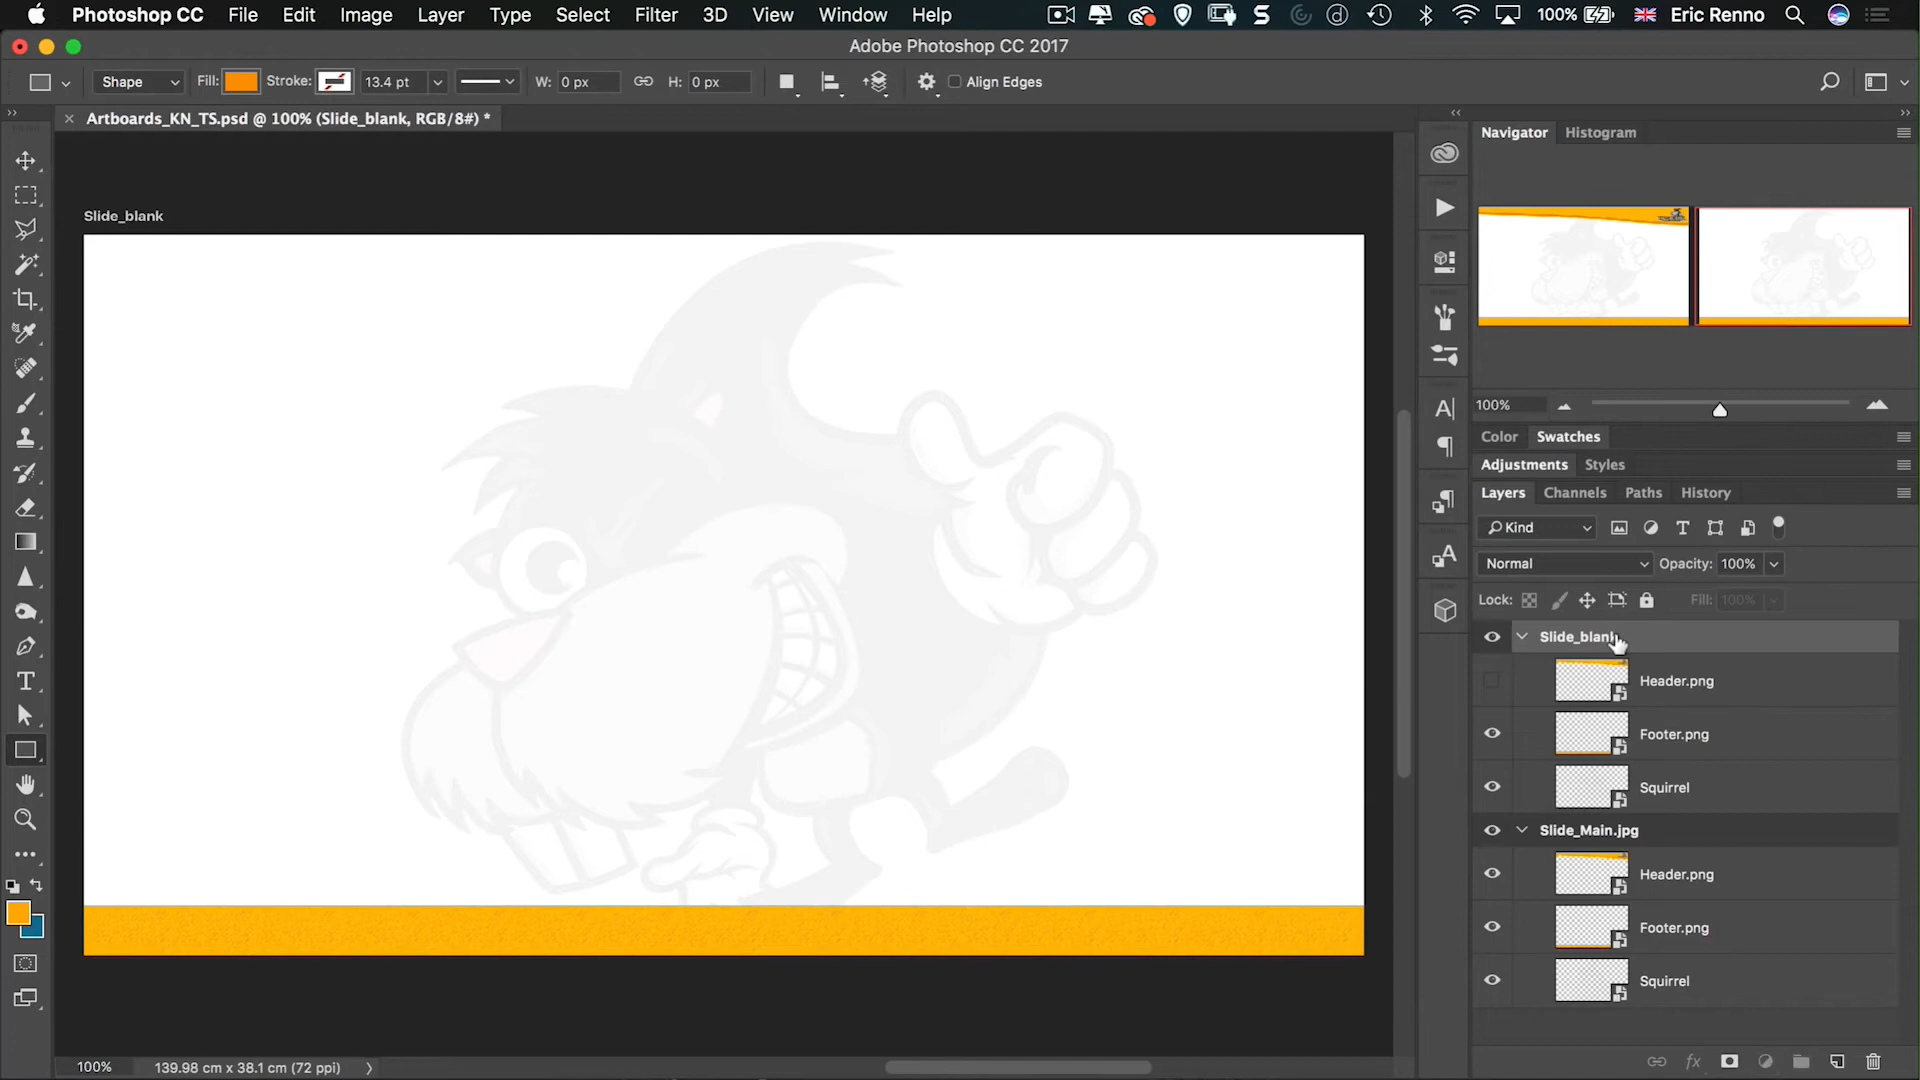 Photoshop CC File Edit Image Layer Type Select Filter 3D View Window Help 100% Eric Renno
Adobe Photoshop CC 2017
Shape Fill: Stroke: 13.4 pt W: 0 px H: 0 px Align Edges
Artboards_KN_TS.psd @ 100% (Slide_blank, RGB/8#) *
Navigator Histogram
Slide_blank
100%
Color Swatches
Adjustments Styles
Layers Channels Paths History
Kind
Normal Opacity: 100%
Lock: Fill: 100%
Slide_blank
Header.png
Footer.png
Squirrel
Slide_Main.jpg
Header.png
Footer.png
Squirrel
100% 139.98 cm x 38.1 cm (72 ppi)